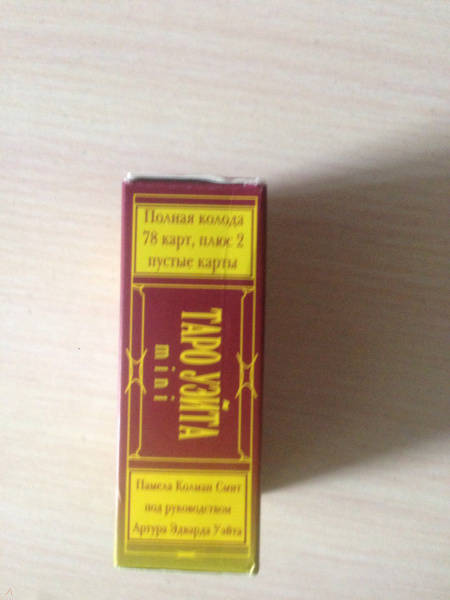 Полная колода
78 карт, плюс 2
пустые карты
ТАРО УЭЙТА
mini
Памела Колман Смит
под руководством
Артура Эдварда Уэйта